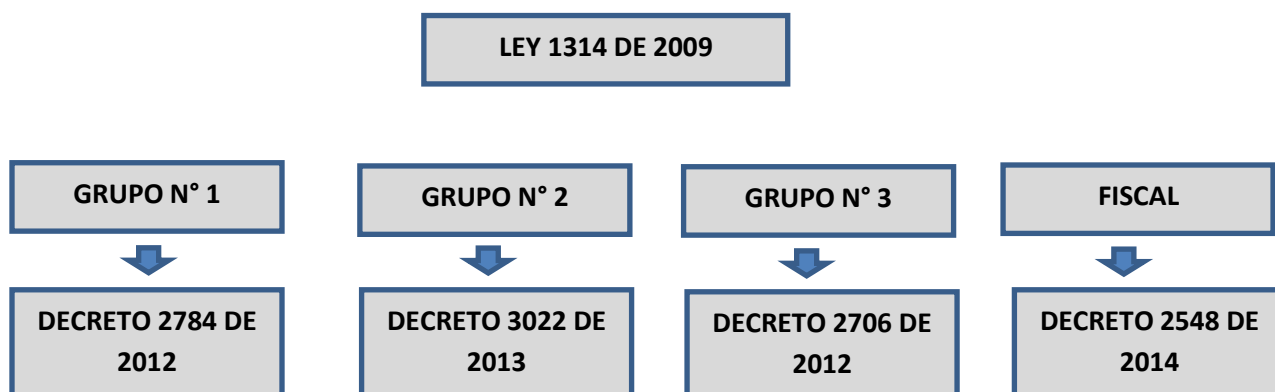 LEY 1314 DE 2009
GRUPO N° 1
GRUPO N° 2
GRUPO N° 3
FISCAL
DECRETO 2784 DE
2012
DECRETO 3022 DE
2013
DECRETO 2706 DE
2012
DECRETO 2548 DE
2014